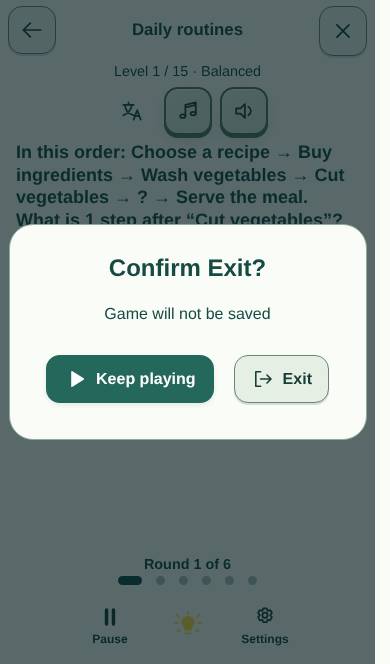 Daily routines
Level 1 / 15 · Balanced
In this order: Choose a recipe → Buy
ingredients → Wash vegetables → Cut
vegetables → ? → Serve the meal.
What is 1 step after “Cut vegetables”?
Confirm Exit?
Game will not be saved
Keep playing
Exit
Round 1 of 6
Pause
Settings